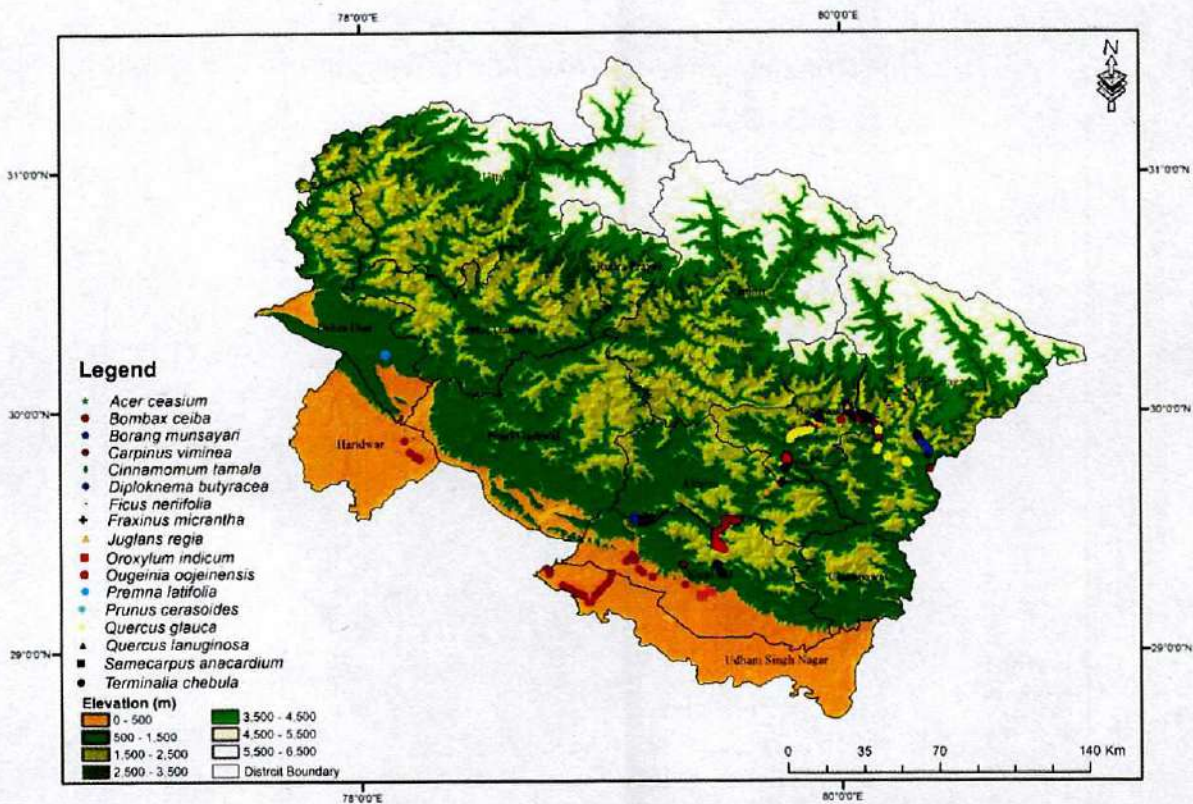 78°0'0"E
80°0'0"E
N
31°0'0"N
31°0'0"N
30°0'0"N
30°0'0"N
Haridwar
29°0'0"N
29°0'0"N
Udham Singh Nagar
Legend
Acer ceasium
Bombax ceiba
Borang munsayari
Carpinus viminea
Cinnamomum tamala
Diploknema butyracea
Ficus neriifolia
Fraxinus micrantha
Juglans regia
Oroxylum indicum
Ougeinia oojeinensis
Premna latifolia
Prunus cerasoides
Quercus glauca
Quercus lanuginosa
Semecarpus anacardium
Terminalia chebula
Elevation (m)
0 - 500
500 - 1,500
1,500 - 2,500
2,500 - 3,500
3,500 - 4,500
4,500 - 5,500
5,500 - 6,500
Distrcit Boundary
0 35 70 140 Km
78°0'0"E
80°0'0"E